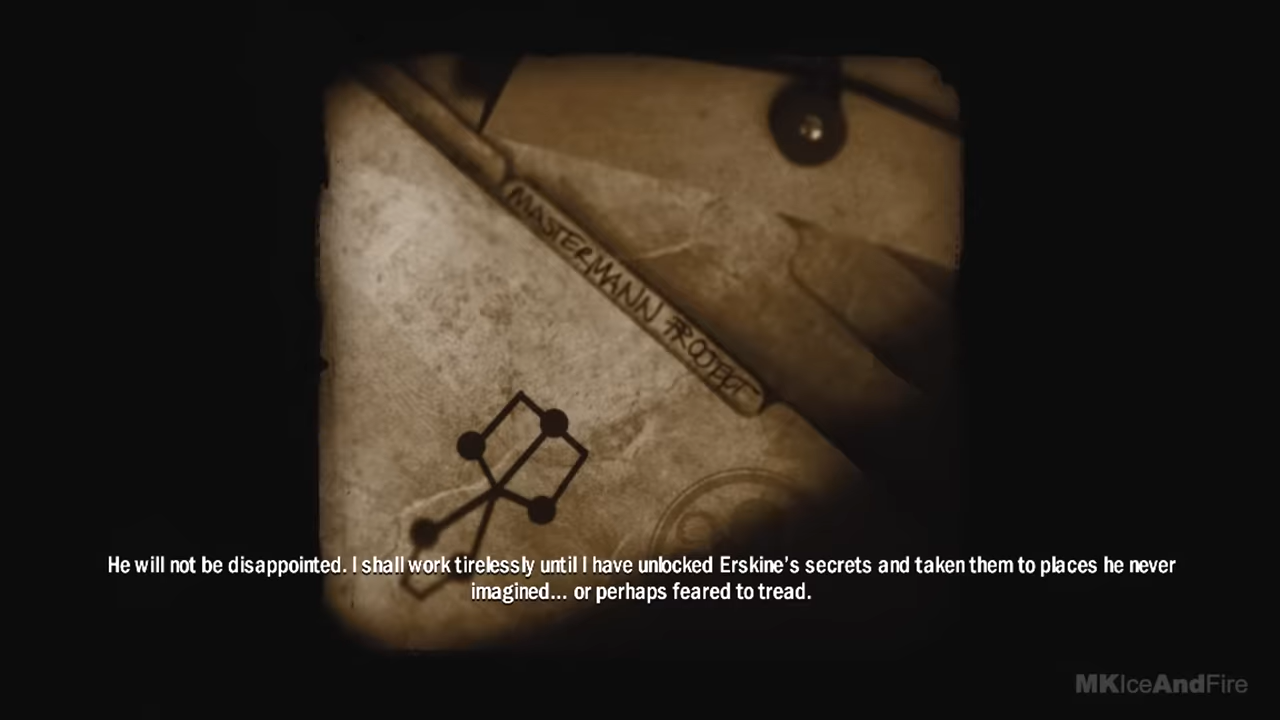 MASTERMANN PROJECT
He will not be disappointed. I shall work tirelessly until I have unlocked Erskine's secrets and taken them to places he never
imagined... or perhaps feared to tread.
MKIceAndFire